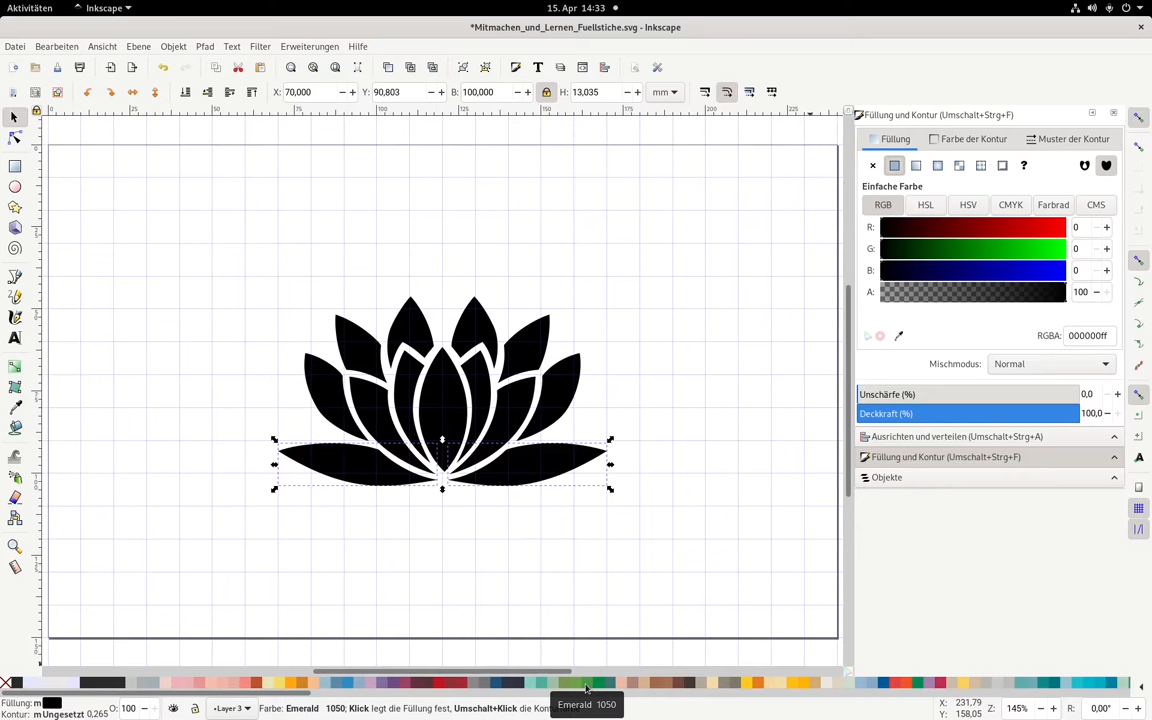 Aktivitäten
Inkscape
15. Apr 14:33
*Mitmachen_und_Lernen_Fuellstiche.svg - Inkscape
Datei Bearbeiten Ansicht Ebene Objekt Pfad Text Filter Erweiterungen Hilfe
X: 70,000 Y: 90,803 B: 100,000 H: 13,035 mm
Füllung und Kontur (Umschalt+Strg+F)
Füllung Farbe der Kontur Muster der Kontur
Einfache Farbe
RGB HSL HSV CMYK Farbrad CMS
R: 0
G: 0
B: 0
A: 100
RGBA: 000000ff
Mischmodus: Normal
Unschärfe (%) 0,0
Deckkraft (%) 100,0
Ausrichten und verteilen (Umschalt+Strg+A)
Füllung und Kontur (Umschalt+Strg+F)
Objekte
Füllung: m
Kontur: mUngesetzt 0,265
O: 100
Layer 3
Farbe: Emerald 1050; Klick legt die Füllung fest, Umschalt+Klick die Kont
Emerald 1050
X: 231,79
Y: 158,05
Z: 145%
R: 0,00°